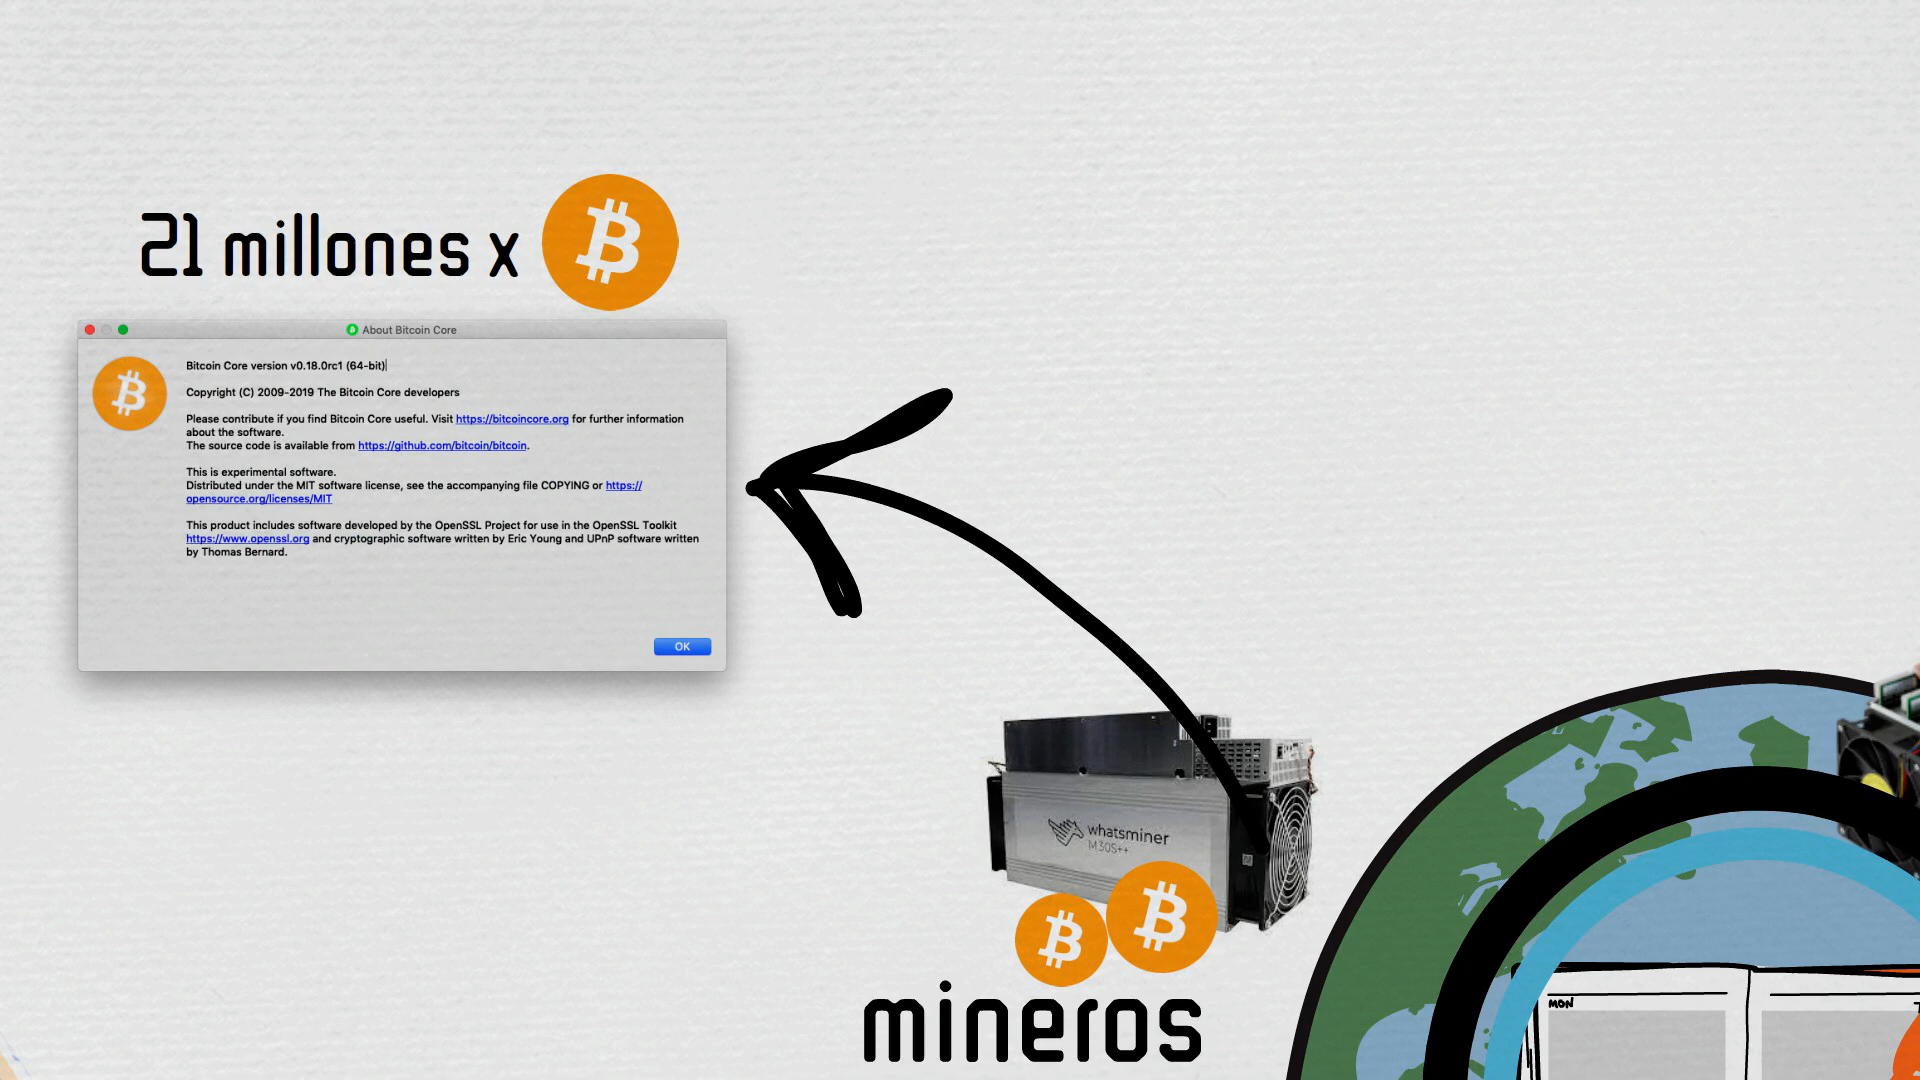 21 millones x
About Bitcoin Core
Bitcoin Core version v0.18.0rc1 (64-bit)
Copyright (C) 2009-2019 The Bitcoin Core developers
Please contribute if you find Bitcoin Core useful. Visit https://bitcoincore.org for further information
about the software.
The source code is available from https://github.com/bitcoin/bitcoin.
This is experimental software.
Distributed under the MIT software license, see the accompanying file COPYING or https://
opensource.org/licenses/MIT
This product includes software developed by the OpenSSL Project for use in the OpenSSL Toolkit
https://www.openssl.org and cryptographic software written by Eric Young and UPnP software written
by Thomas Bernard.
OK
whatsminer
M30S++
mineros
MON